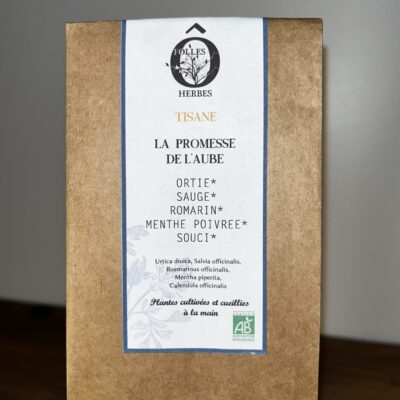 Ô
FOLLES
HERBES
TISANE
LA PROMESSE
DE L'AUBE
ORTIE*
SAUGE*
ROMARIN*
MENTHE POIVREE*
SOUCI*
Urtica dioica, Salvia officinalis,
Rosmarinus officinalis,
Mentha piperita,
Calendula officinalis
Plantes cultivées et cueillies
à la main
AB